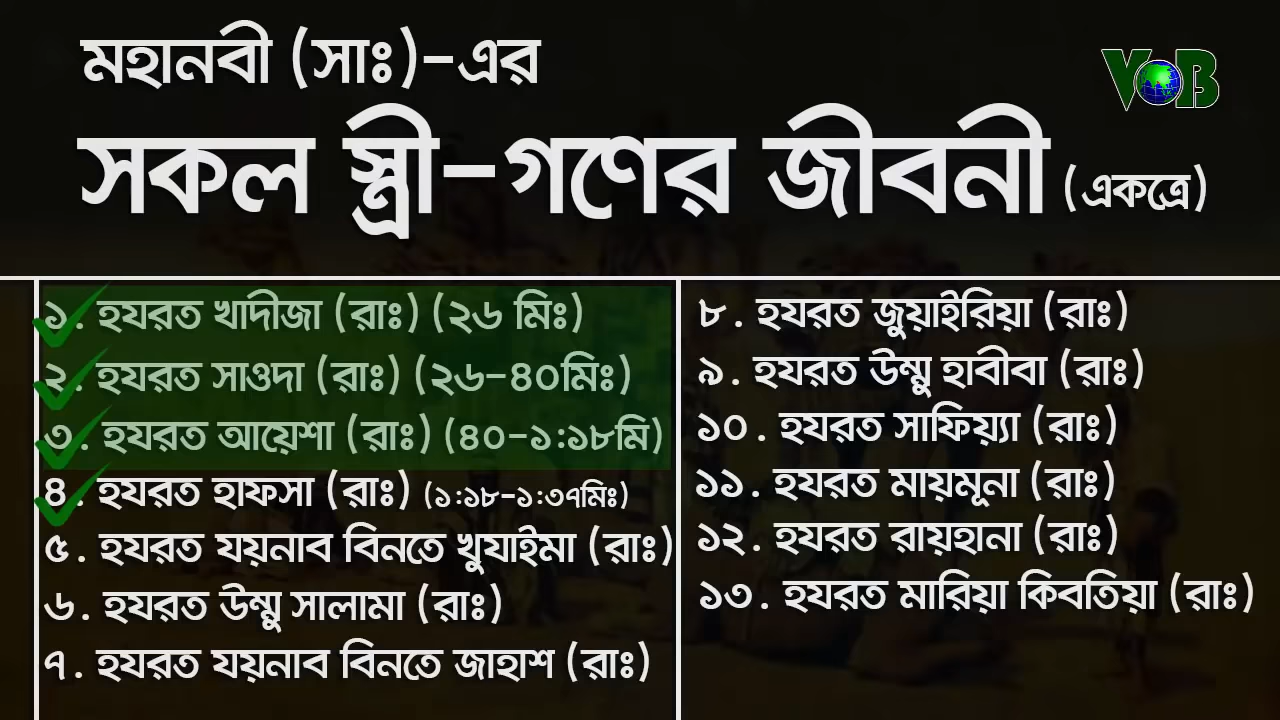 মহানবী (সাঃ)-এর
VOB
সকল স্ত্রী-গণের জীবনী (একত্রে)
১. হযরত খাদীজা (রাঃ) (২৬ মিঃ)
২. হযরত সাওদা (রাঃ) (২৬-৪০মিঃ)
৩. হযরত আয়েশা (রাঃ) (৪০-১:১৮মি)
৪. হযরত হাফসা (রাঃ) (১:১৮-১:৩৭মিঃ)
৫. হযরত যয়নাব বিনতে খুযাইমা (রাঃ)
৬. হযরত উম্মু সালামা (রাঃ)
৭. হযরত যয়নাব বিনতে জাহাশ (রাঃ)
৮. হযরত জুয়াইরিয়া (রাঃ)
৯. হযরত উম্মু হাবীবা (রাঃ)
১০. হযরত সাফিয়্যা (রাঃ)
১১. হযরত মায়মূনা (রাঃ)
১২. হযরত রায়হানা (রাঃ)
১৩. হযরত মারিয়া কিবতিয়া (রাঃ)